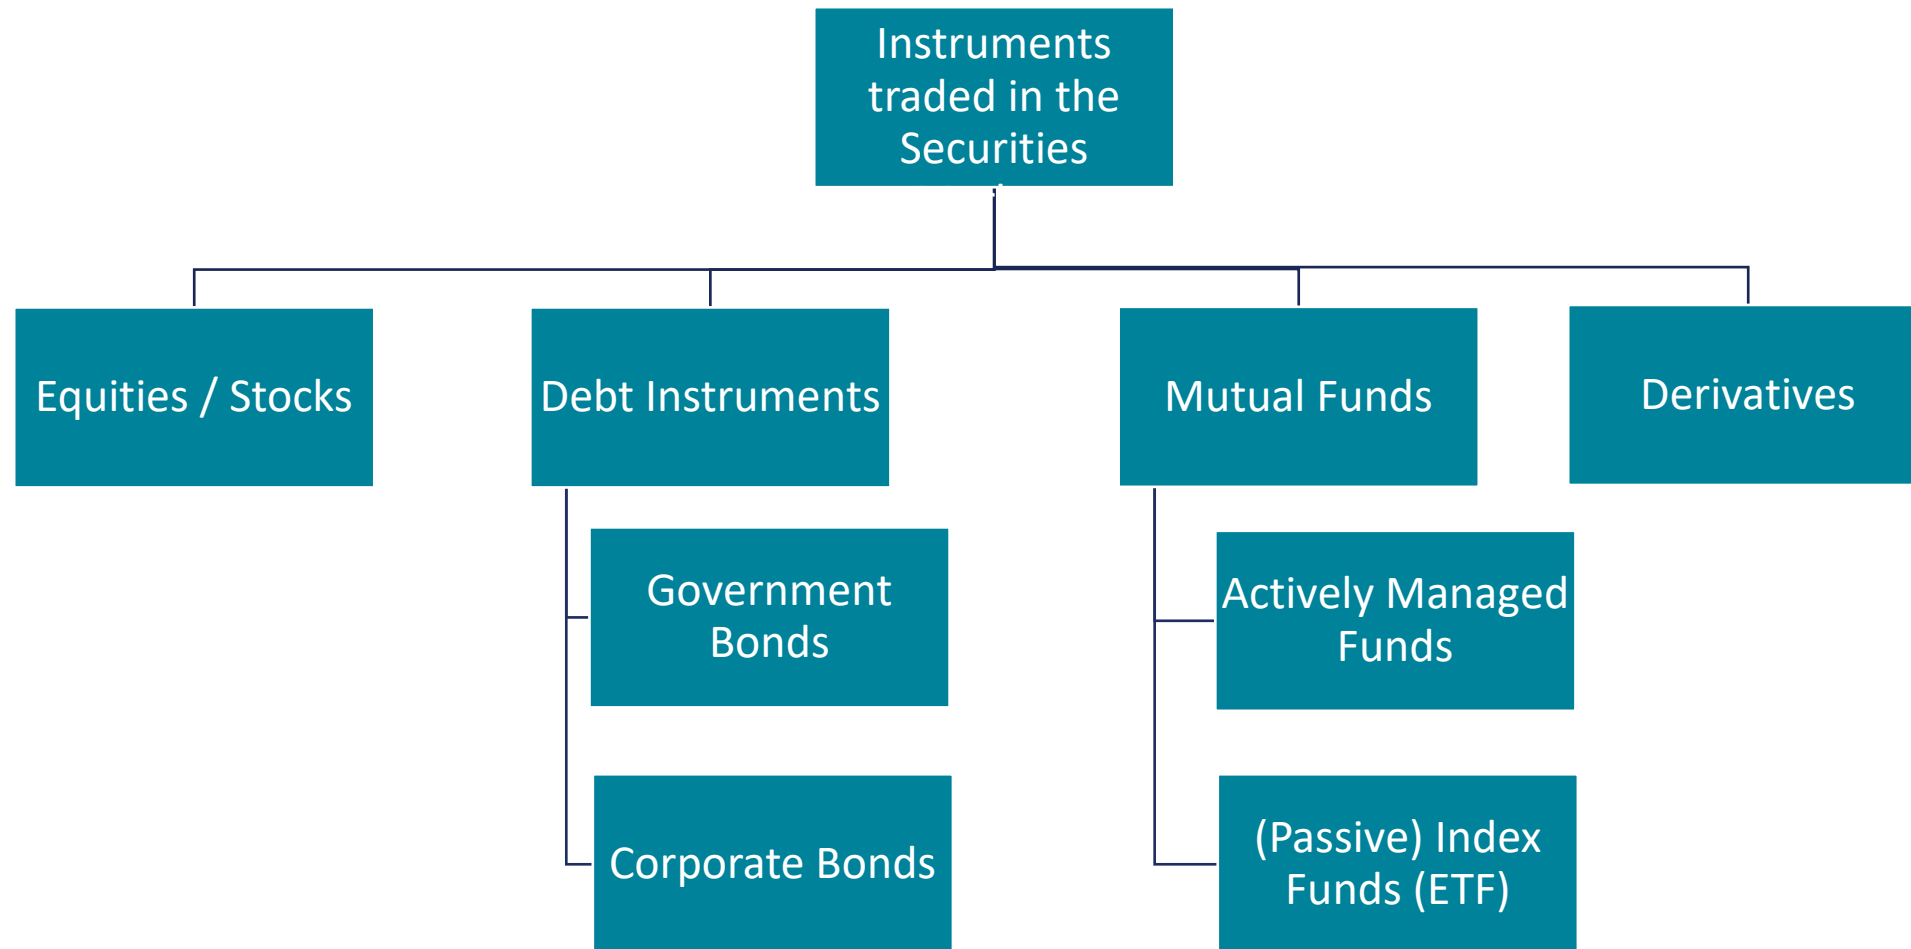 Instruments
traded in the
Securities
Equities / Stocks
Debt Instruments
Mutual Funds
Derivatives
Government
Bonds
Actively Managed
Funds
Corporate Bonds
(Passive) Index
Funds (ETF)